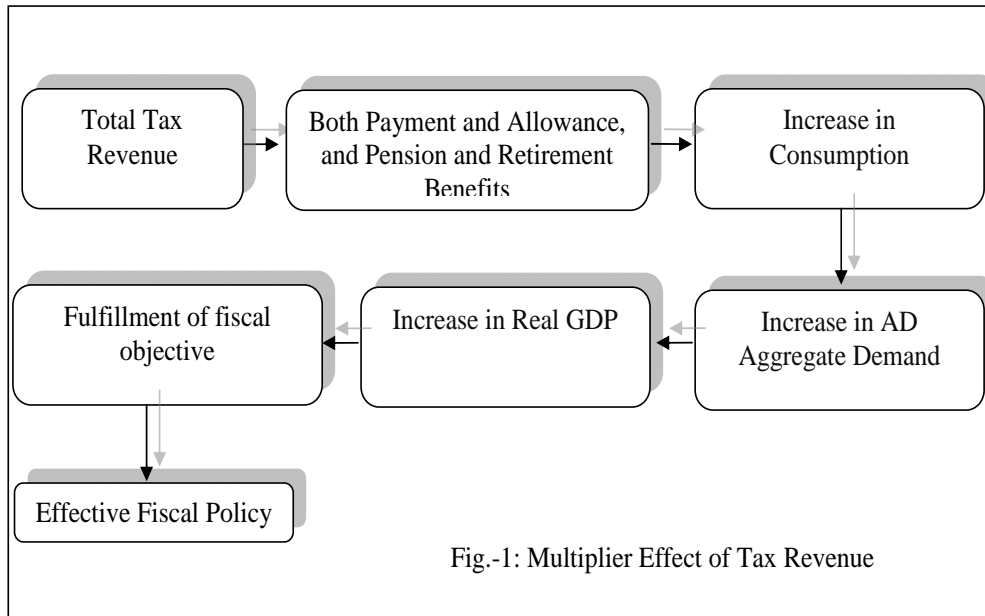 Total Tax
Revenue
Both Payment and Allowance,
and Pension and Retirement
Benefits
Increase in
Consumption
Increase in AD
Aggregate Demand
Increase in Real GDP
Fulfillment of fiscal
objective
Effective Fiscal Policy
Fig.-1: Multiplier Effect of Tax Revenue